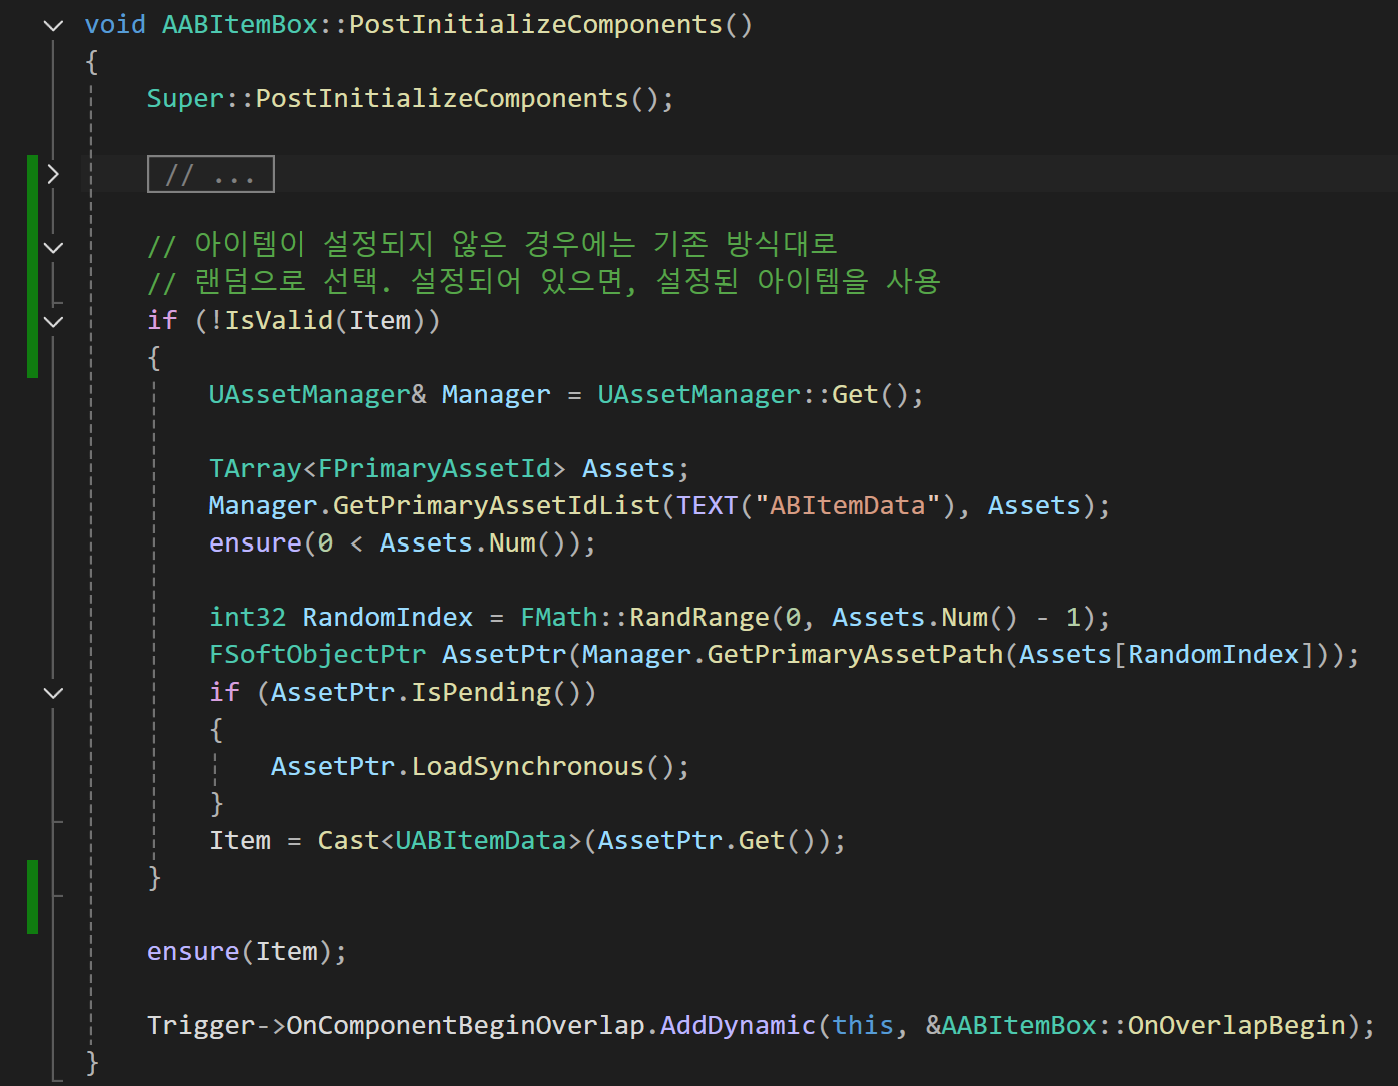 void AABItemBox::PostInitializeComponents()
{
Super::PostInitializeComponents();
// ...
// 아이템이 설정되지 않은 경우에는 기존 방식대로
// 랜덤으로 선택. 설정되어 있으면, 설정된 아이템을 사용
if (!IsValid(Item))
{
UAssetManager& Manager = UAssetManager::Get();
TArray<FPrimaryAssetId> Assets;
Manager.GetPrimaryAssetIdList(TEXT("ABItemData"), Assets);
ensure(0 < Assets.Num());
int32 RandomIndex = FMath::RandRange(0, Assets.Num() - 1);
FSoftObjectPtr AssetPtr(Manager.GetPrimaryAssetPath(Assets[RandomIndex]));
if (AssetPtr.IsPending())
{
AssetPtr.LoadSynchronous();
}
Item = Cast<UABItemData>(AssetPtr.Get());
}
ensure(Item);
Trigger->OnComponentBeginOverlap.AddDynamic(this, &AABItemBox::OnOverlapBegin);
}